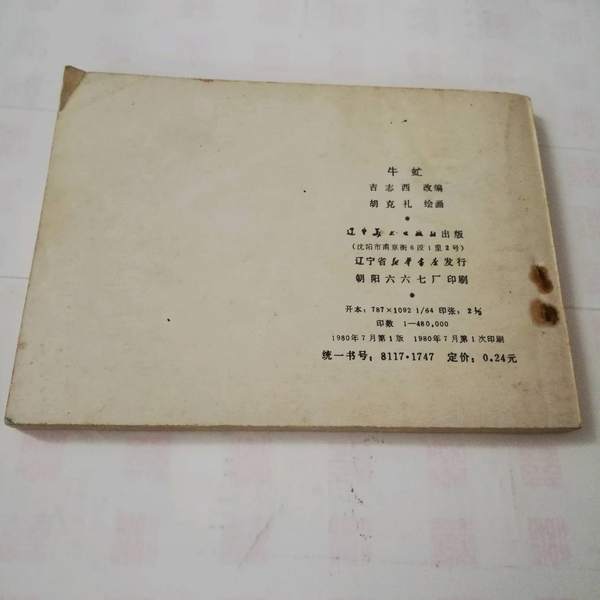 牛虻
吉志西 改编
胡克礼 绘画
辽宁美术出版社出版
(沈阳市南京街6段1里2号)
辽宁省新华书店发行
朝阳六六七厂印刷
开本:787×1092 1/64 印张:2½
印数 1—480,000
1980年7月第1版 1980年7月第1次印刷
统一书号:8117·1747 定价:0.24元